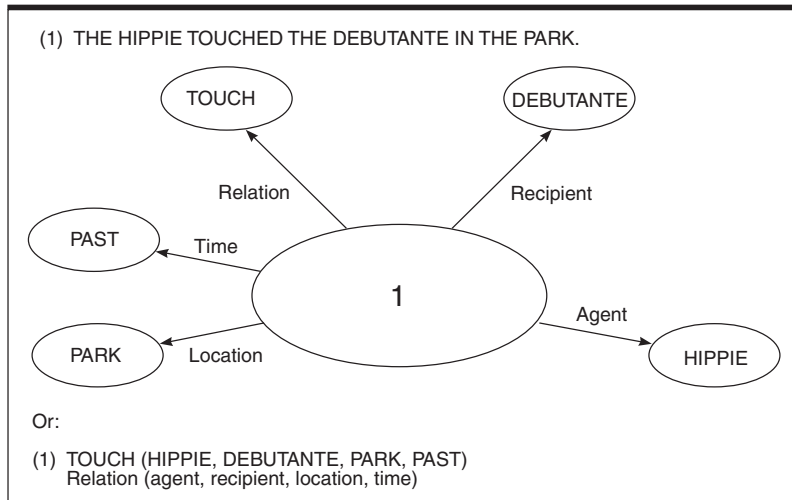 (1) THE HIPPIE TOUCHED THE DEBUTANTE IN THE PARK.
TOUCH
DEBUTANTE
Relation
Recipient
PAST
Time
1
Agent
PARK
Location
HIPPIE
Or:
(1) TOUCH (HIPPIE, DEBUTANTE, PARK, PAST)
Relation (agent, recipient, location, time)